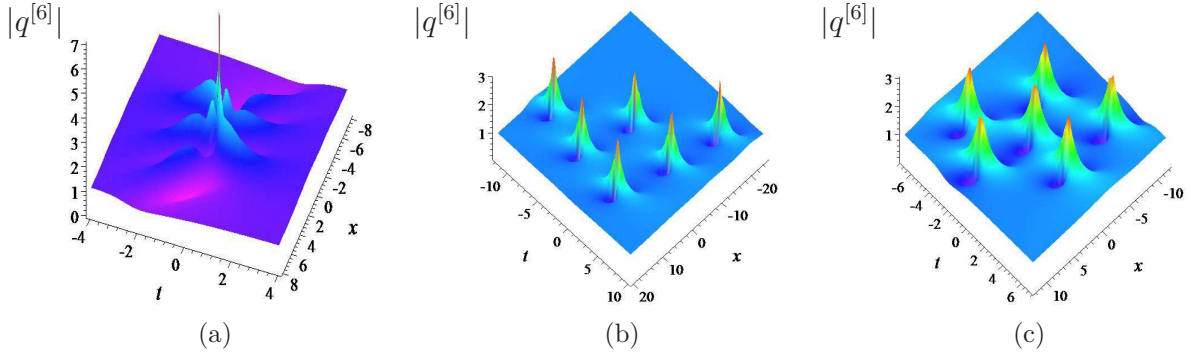 |q^{[6]}| |q^{[6]}| |q^{[6]}|
7 6 5 4 3 2 1 0
-4 -2 0 2 4
t
-8 -6 -4 -2 0 2 4 6 8
x
3 2 1
-10 -5 0 5 10
t
-20 -10 0 10 20
x
3 2 1
-6 -4 -2 0 2 4 6
t
-10 -5 0 5 10
x
(a) (b) (c)